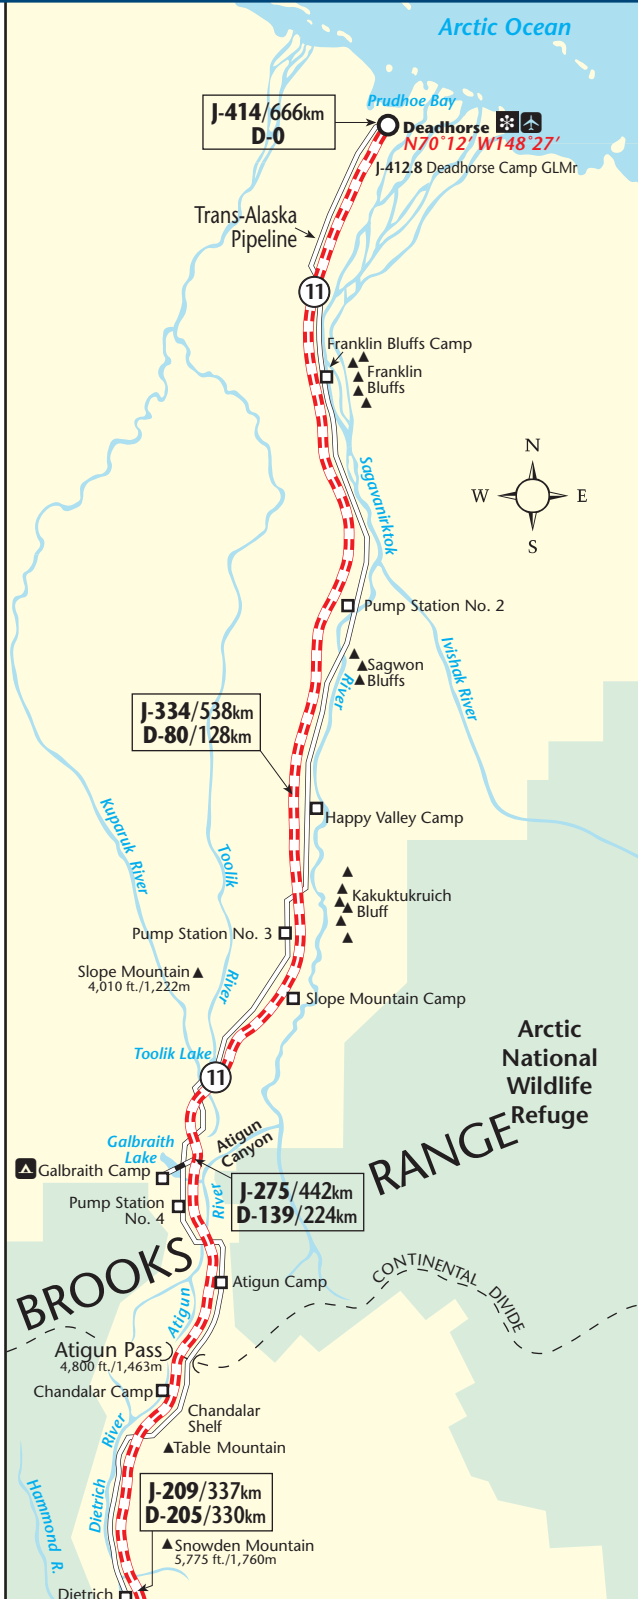 Arctic Ocean
Prudhoe Bay
J-414/666km
D-0
Deadhorse
N70°12′ W148°27′
J-412.8 Deadhorse Camp GLMr
Trans-Alaska
Pipeline
11
Franklin Bluffs Camp
Franklin
Bluffs
Sagavanirktok
N
W
E
S
Pump Station No. 2
Ivishak River
Sagwon
Bluffs
River
J-334/538km
D-80/128km
Kuparuk River
Toolik
Happy Valley Camp
Kakuktukruich
Bluff
Pump Station No. 3
Slope Mountain
4,010 ft./1,222m
River
Slope Mountain Camp
Arctic
National
Wildlife
Refuge
Toolik Lake
11
Atigun
Canyon
Galbraith
Lake
RANGE
Galbraith Camp
J-275/442km
D-139/224km
Pump Station
No. 4
River
BROOKS
CONTINENTAL DIVIDE
Atigun Camp
Atigun
Atigun Pass
4,800 ft./1,463m
Chandalar Camp
Chandalar
Shelf
River
Table Mountain
Hammond R.
Dietrich
J-209/337km
D-205/330km
Snowden Mountain
5,775 ft./1,760m
Dietrich